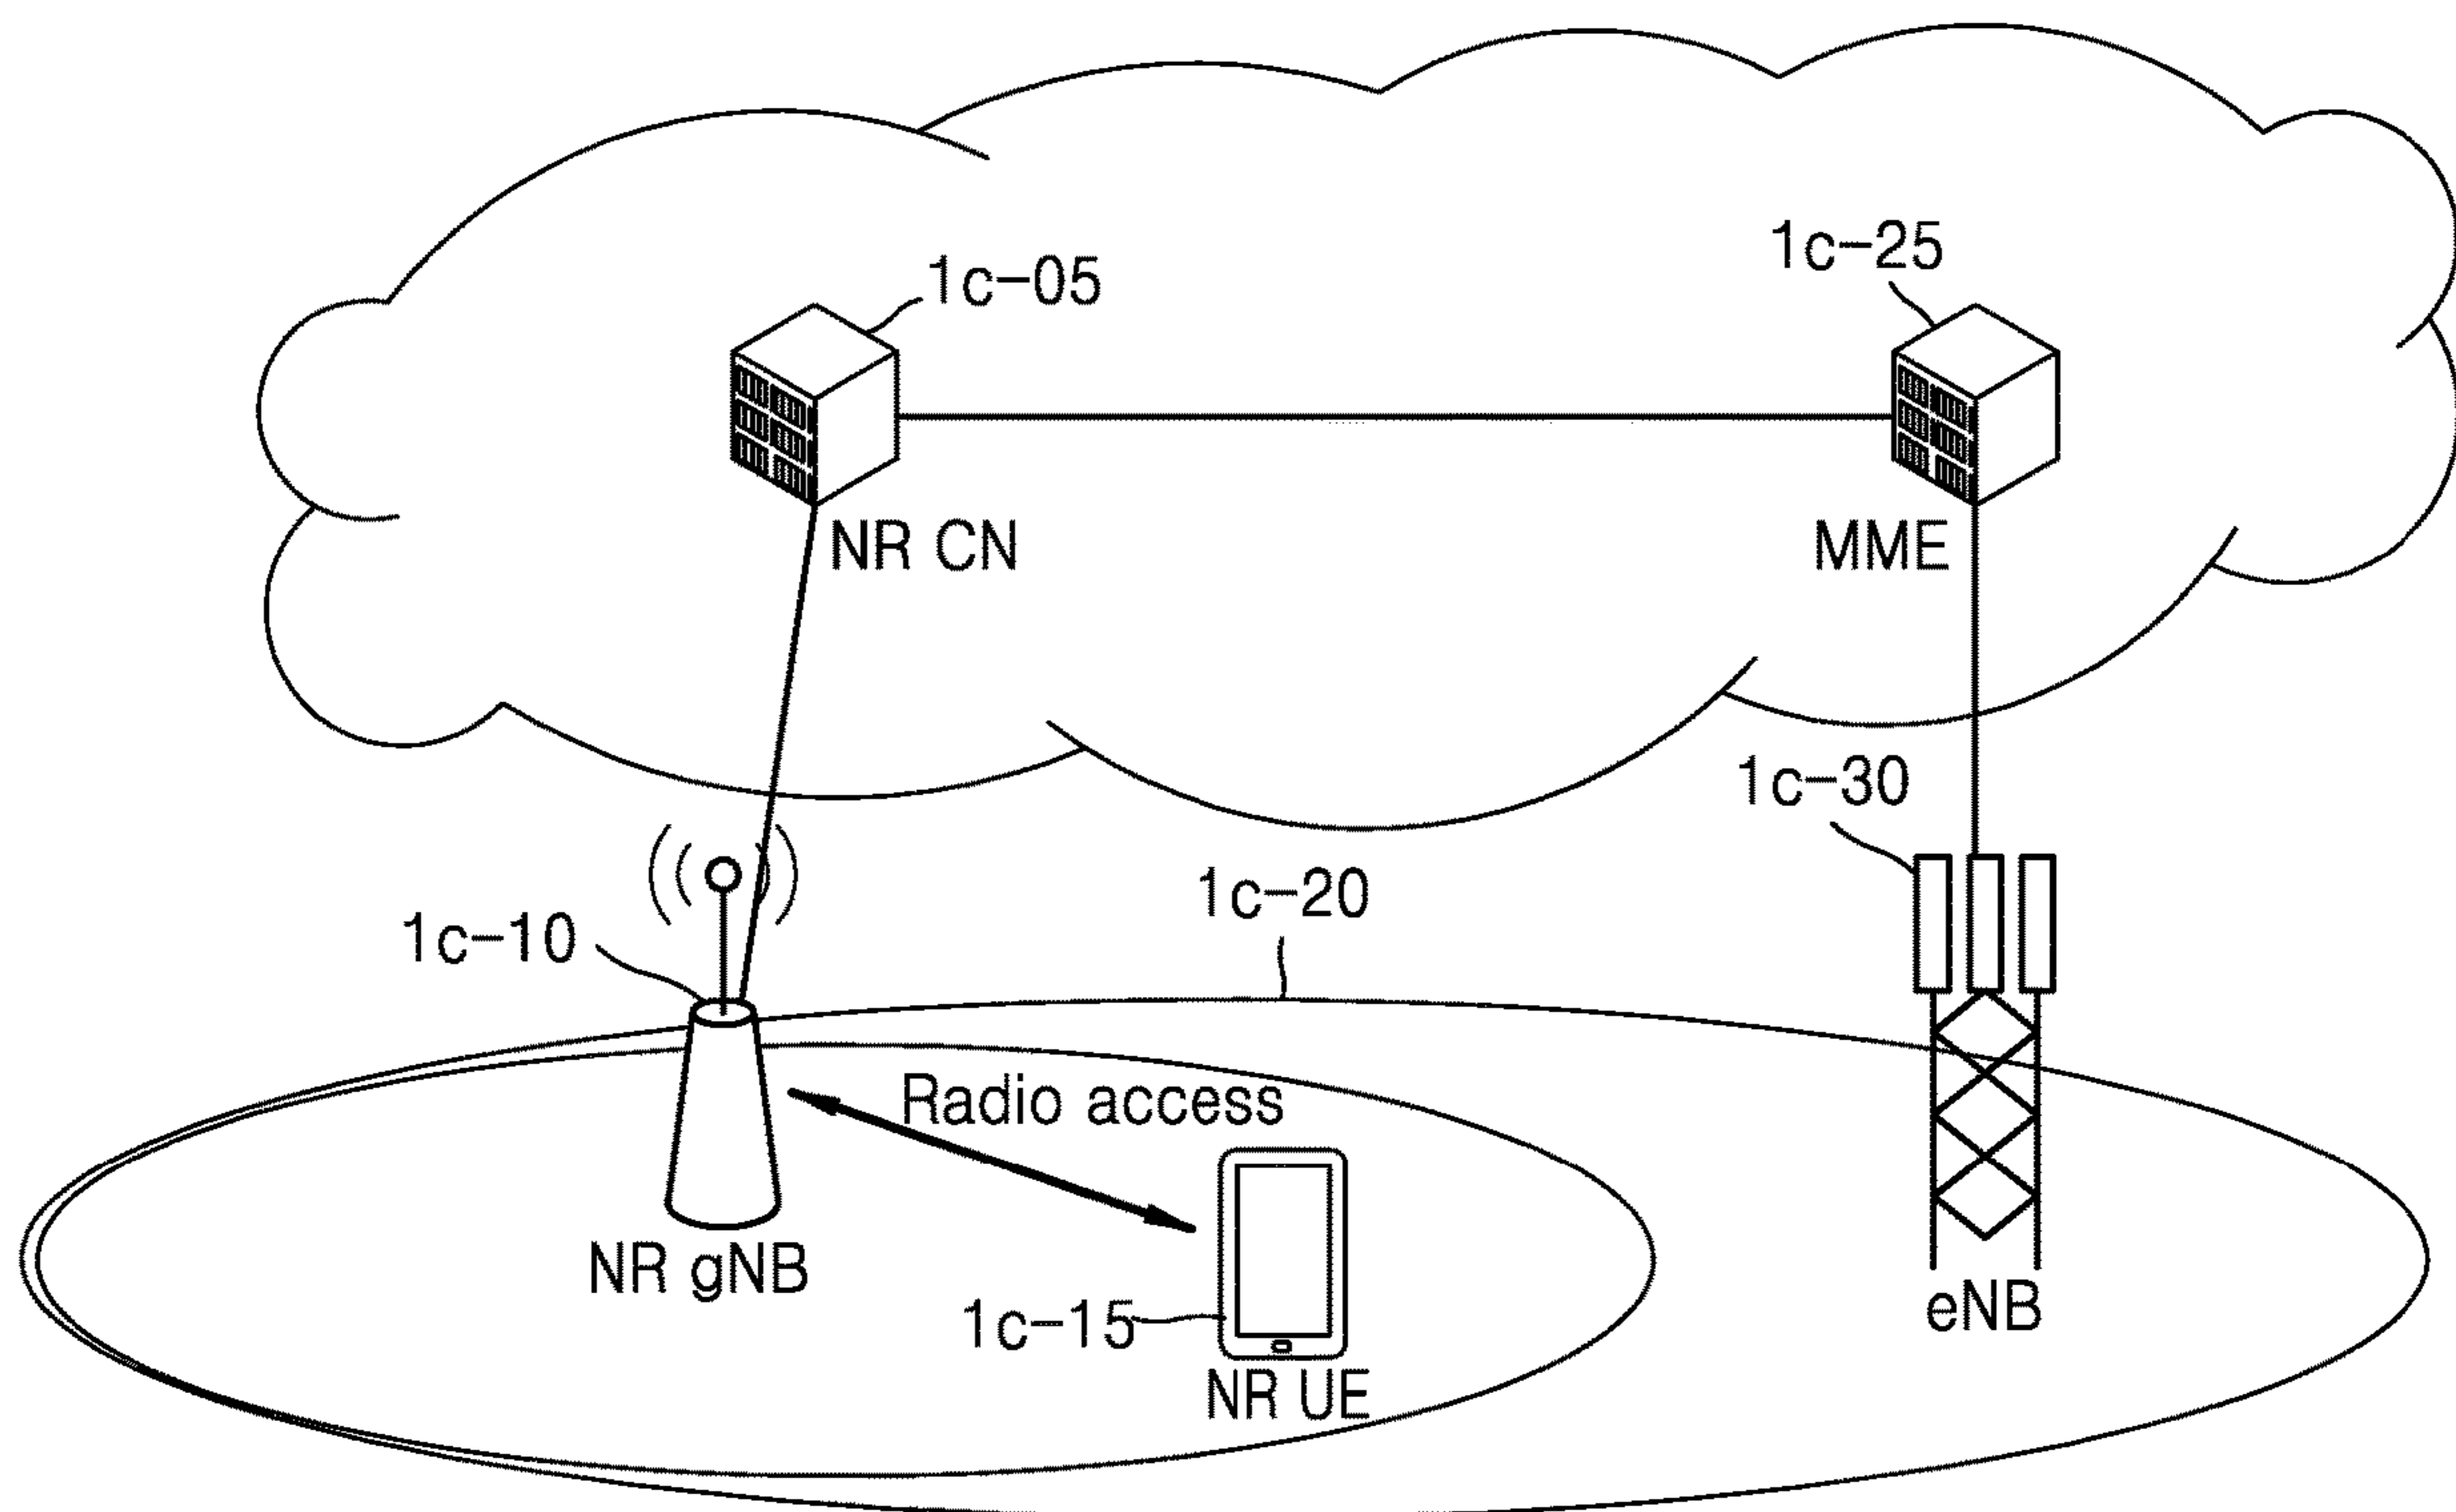 1c-25
1c-05
NR CN
MME
1c-30
1c-20
1c-10
Radio access
NR gNB
1c-15
eNB
NR UE